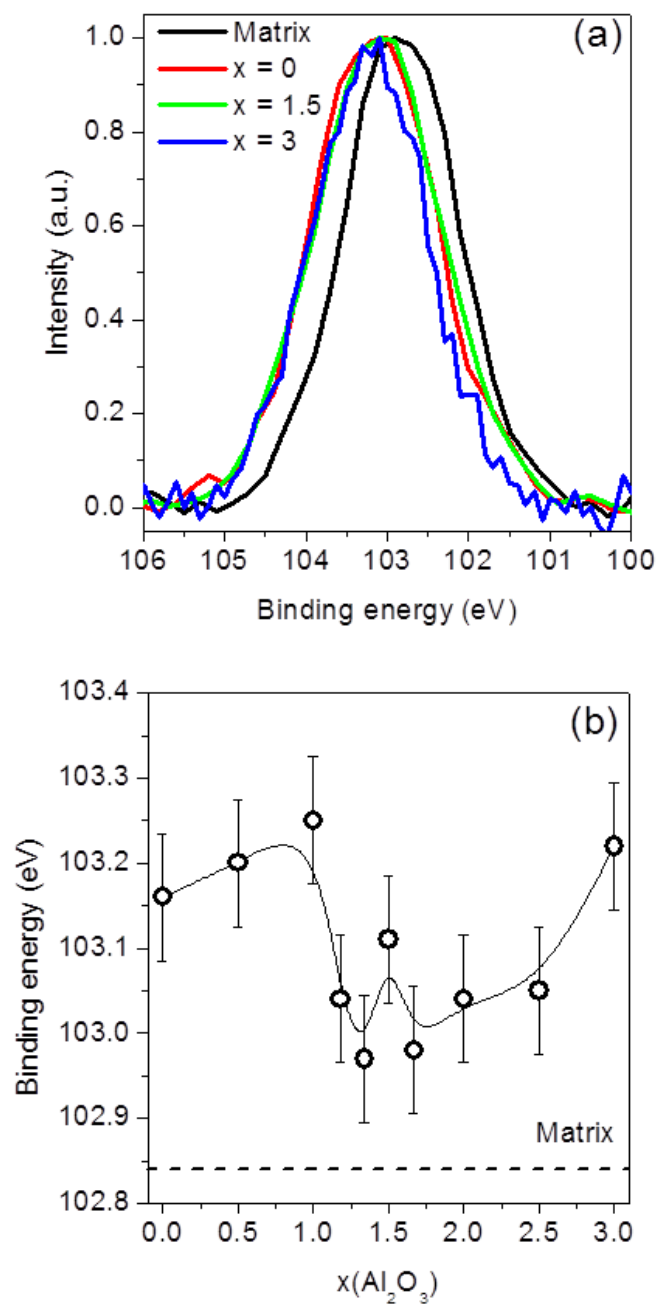 (a)
Matrix
x = 0
x = 1.5
x = 3
1.0
0.8
0.6
0.4
0.2
0.0
Intensity (a.u.)
106 105 104 103 102 101 100
Binding energy (eV)
(b)
103.4
103.3
103.2
103.1
103.0
102.9
102.8
Binding energy (eV)
Matrix
0.0 0.5 1.0 1.5 2.0 2.5 3.0
x(Al₂O₃)